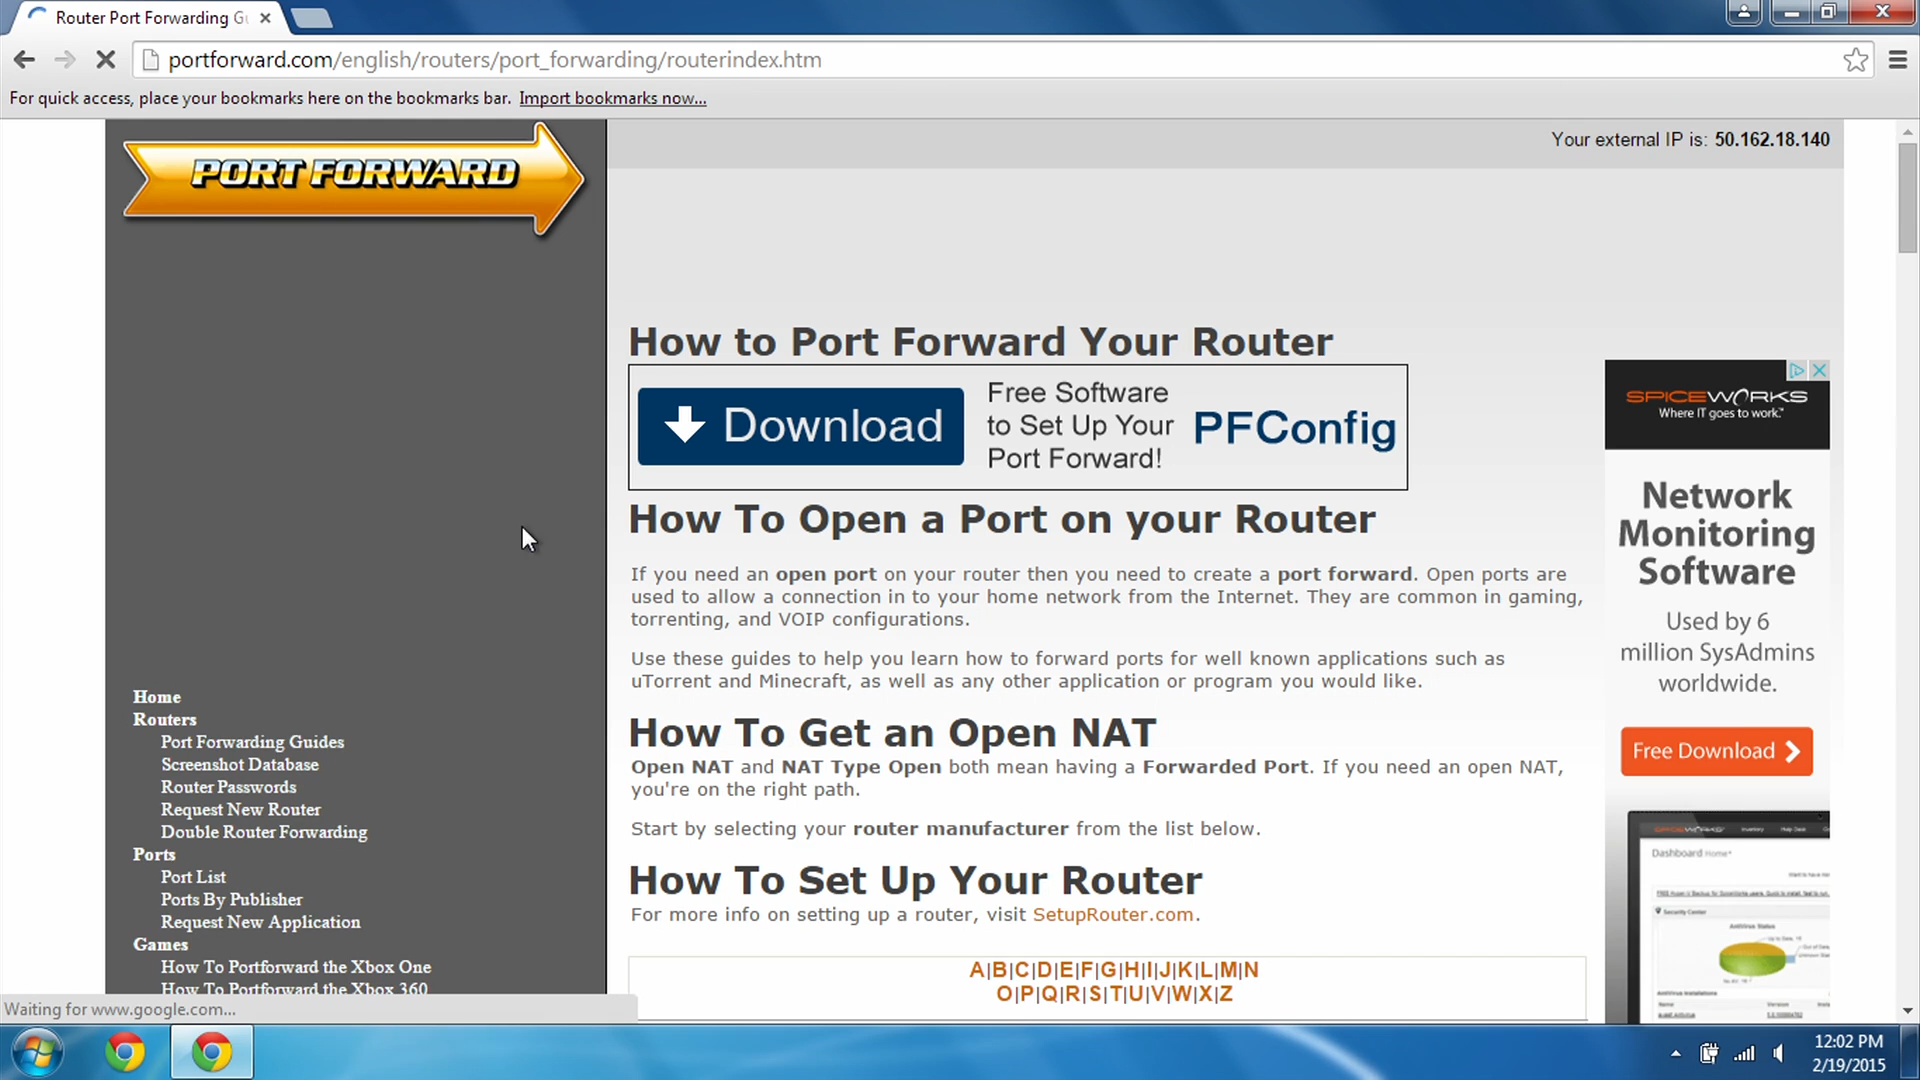 Router Port Forwarding Gu
portforward.com/english/routers/port_forwarding/routerindex.htm
For quick access, place your bookmarks here on the bookmarks bar. Import bookmarks now...
PORT FORWARD
Your external IP is: 50.162.18.140
How to Port Forward Your Router
Download
Free Software
to Set Up Your
Port Forward!
PFConfig
How To Open a Port on your Router
If you need an open port on your router then you need to create a port forward. Open ports are
used to allow a connection in to your home network from the Internet. They are common in gaming,
torrenting, and VOIP configurations.
Use these guides to help you learn how to forward ports for well known applications such as
uTorrent and Minecraft, as well as any other application or program you would like.
How To Get an Open NAT
Open NAT and NAT Type Open both mean having a Forwarded Port. If you need an open NAT,
you're on the right path.
Start by selecting your router manufacturer from the list below.
How To Set Up Your Router
For more info on setting up a router, visit SetupRouter.com.
A|B|C|D|E|F|G|H|I|J|K|L|M|N
O|P|Q|R|S|T|U|V|W|X|Z
Home
Routers
Port Forwarding Guides
Screenshot Database
Router Passwords
Request New Router
Double Router Forwarding
Ports
Port List
Ports By Publisher
Request New Application
Games
How To Portforward the Xbox One
How To Portforward the Xbox 360
SPICEWORKS
Where IT goes to work.™
Network
Monitoring
Software
Used by 6
million SysAdmins
worldwide.
Free Download
SPICEWORKS
Inventory
Help Desk
Dashboard Home
Security Center
AntiVirus Status
Waiting for www.google.com...
12:02 PM
2/19/2015